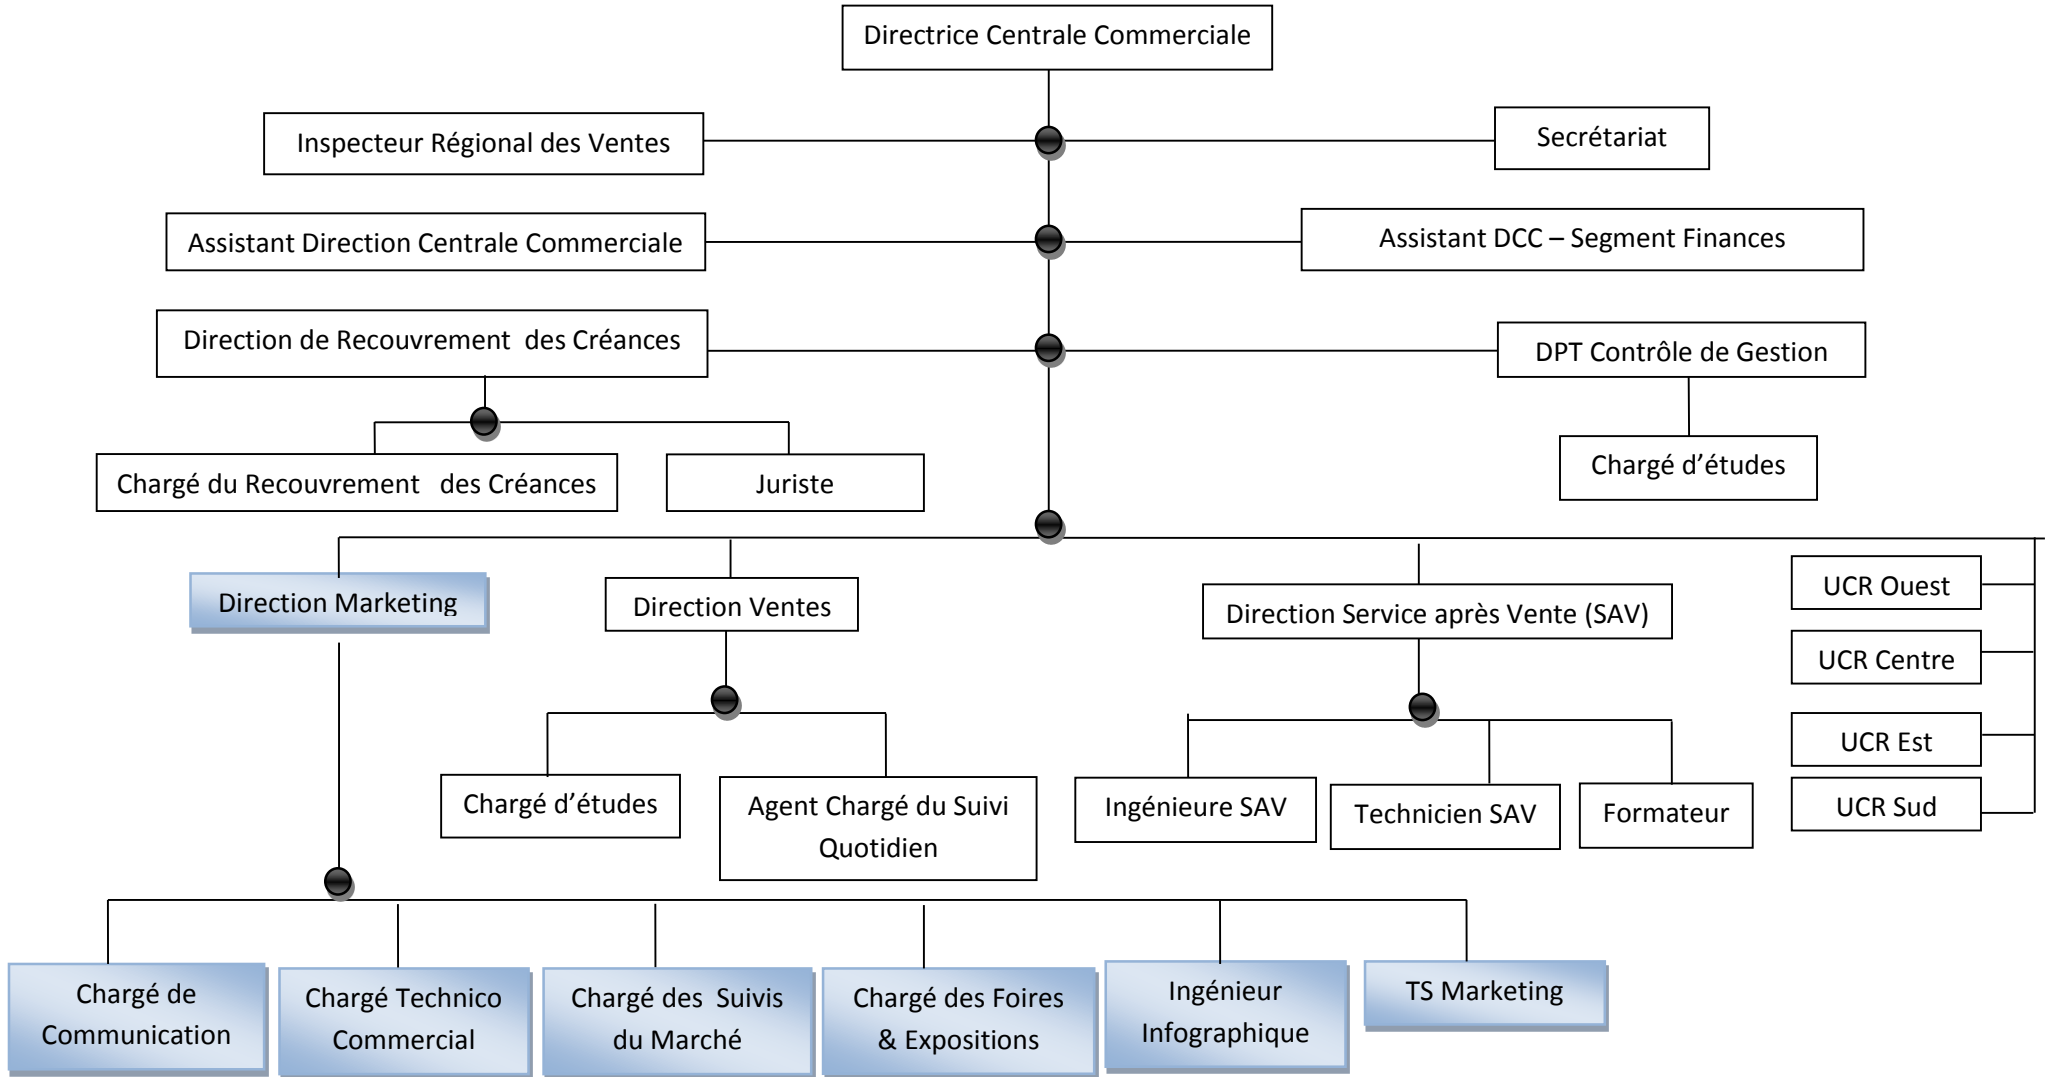 Directrice Centrale Commerciale
Inspecteur Régional des Ventes
Secrétariat
Assistant Direction Centrale Commerciale
Assistant DCC – Segment Finances
Direction de Recouvrement des Créances
DPT Contrôle de Gestion
Chargé d’études
Chargé du Recouvrement des Créances
Juriste
Direction Marketing
Direction Ventes
Direction Service après Vente (SAV)
UCR Ouest
UCR Centre
UCR Est
UCR Sud
Chargé d’études
Agent Chargé du Suivi
Quotidien
Ingénieure SAV
Technicien SAV
Formateur
Chargé de
Communication
Chargé Technico
Commercial
Chargé des Suivis
du Marché
Chargé des Foires
& Expositions
Ingénieur
Infographique
TS Marketing